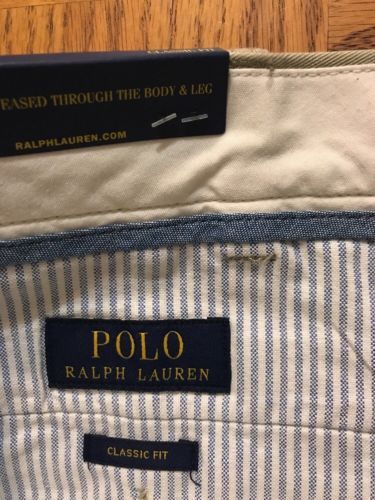 EASED THROUGH THE BODY & LEG
RALPHLAUREN.COM
POLO
RALPH LAUREN
CLASSIC FIT